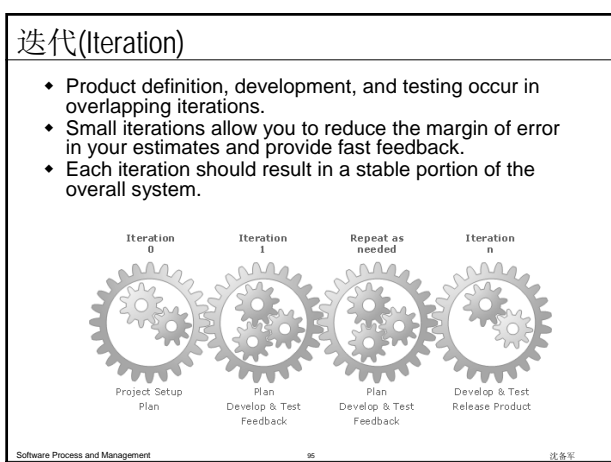 迭代(Iteration)
◆ Product definition, development, and testing occur in
overlapping iterations.
◆ Small iterations allow you to reduce the margin of error
in your estimates and provide fast feedback.
◆ Each iteration should result in a stable portion of the
overall system.
Iteration
0
Iteration
1
Repeat as
needed
Iteration
n
Project Setup
Plan
Plan
Develop & Test
Feedback
Plan
Develop & Test
Feedback
Develop & Test
Release Product
Software Process and Management
95
沈备军